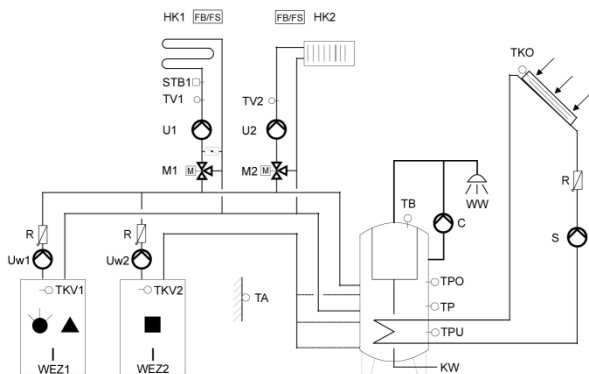 HK1 FB/FS
FB/FS HK2
TKO
STB1
TV1
TV2
U1
U2
M1 M
M2 M
R
TB
WW
C
R
R
S
Uw1
Uw2
TKV1
TKV2
TA
TPO
TP
TPU
WEZ1
WEZ2
KW